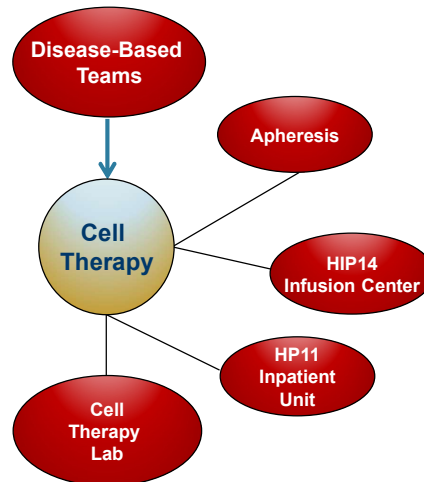 Disease-Based
Teams
Apheresis
Cell
Therapy
HIP14
Infusion Center
HP11
Inpatient
Unit
Cell
Therapy
Lab